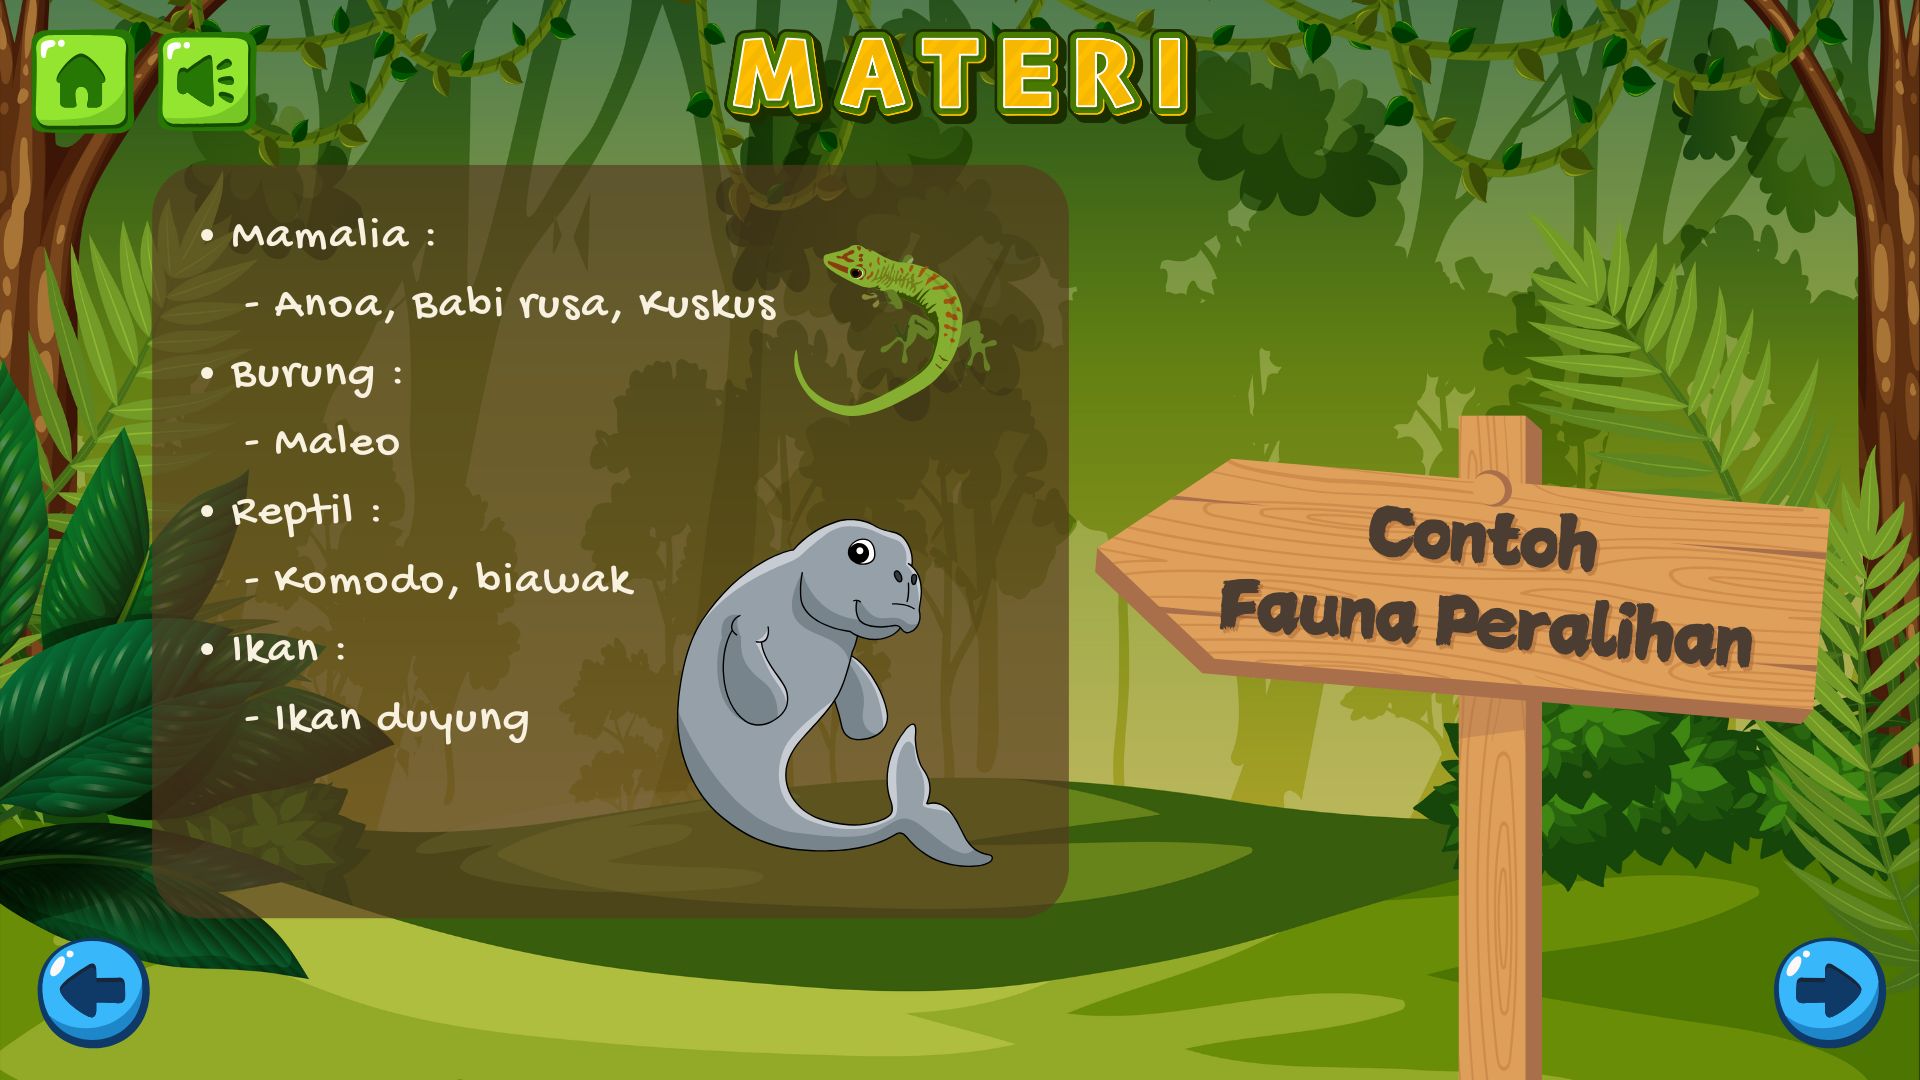 MATERI
• Mamalia :
- Anoa, Babi rusa, Kuskus
• Burung :
- Maleo
• Reptil :
- Komodo, biawak
• Ikan :
- Ikan duyung
Contoh
Fauna Peralihan